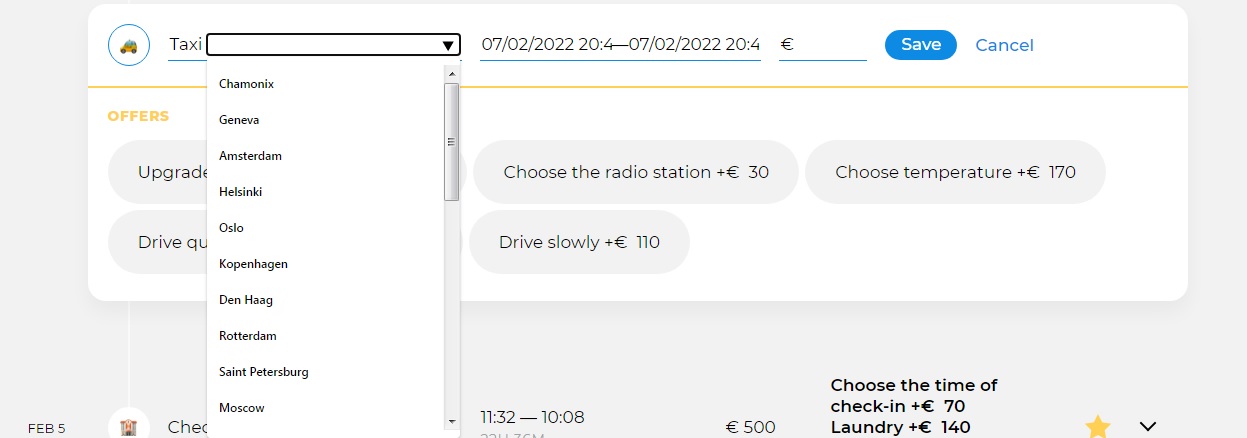 Taxi
07/02/2022 20:4—07/02/2022 20:4
€
Save
Cancel
Chamonix
Geneva
Amsterdam
Helsinki
Oslo
Kopenhagen
Den Haag
Rotterdam
Saint Petersburg
Moscow
OFFERS
Upgrade
Choose the radio station +€ 30
Choose temperature +€ 170
Drive qu
Drive slowly +€ 110
FEB 5
Chec
11:32 — 10:08
€ 500
Choose the time of
check-in +€ 70
Laundry +€ 140